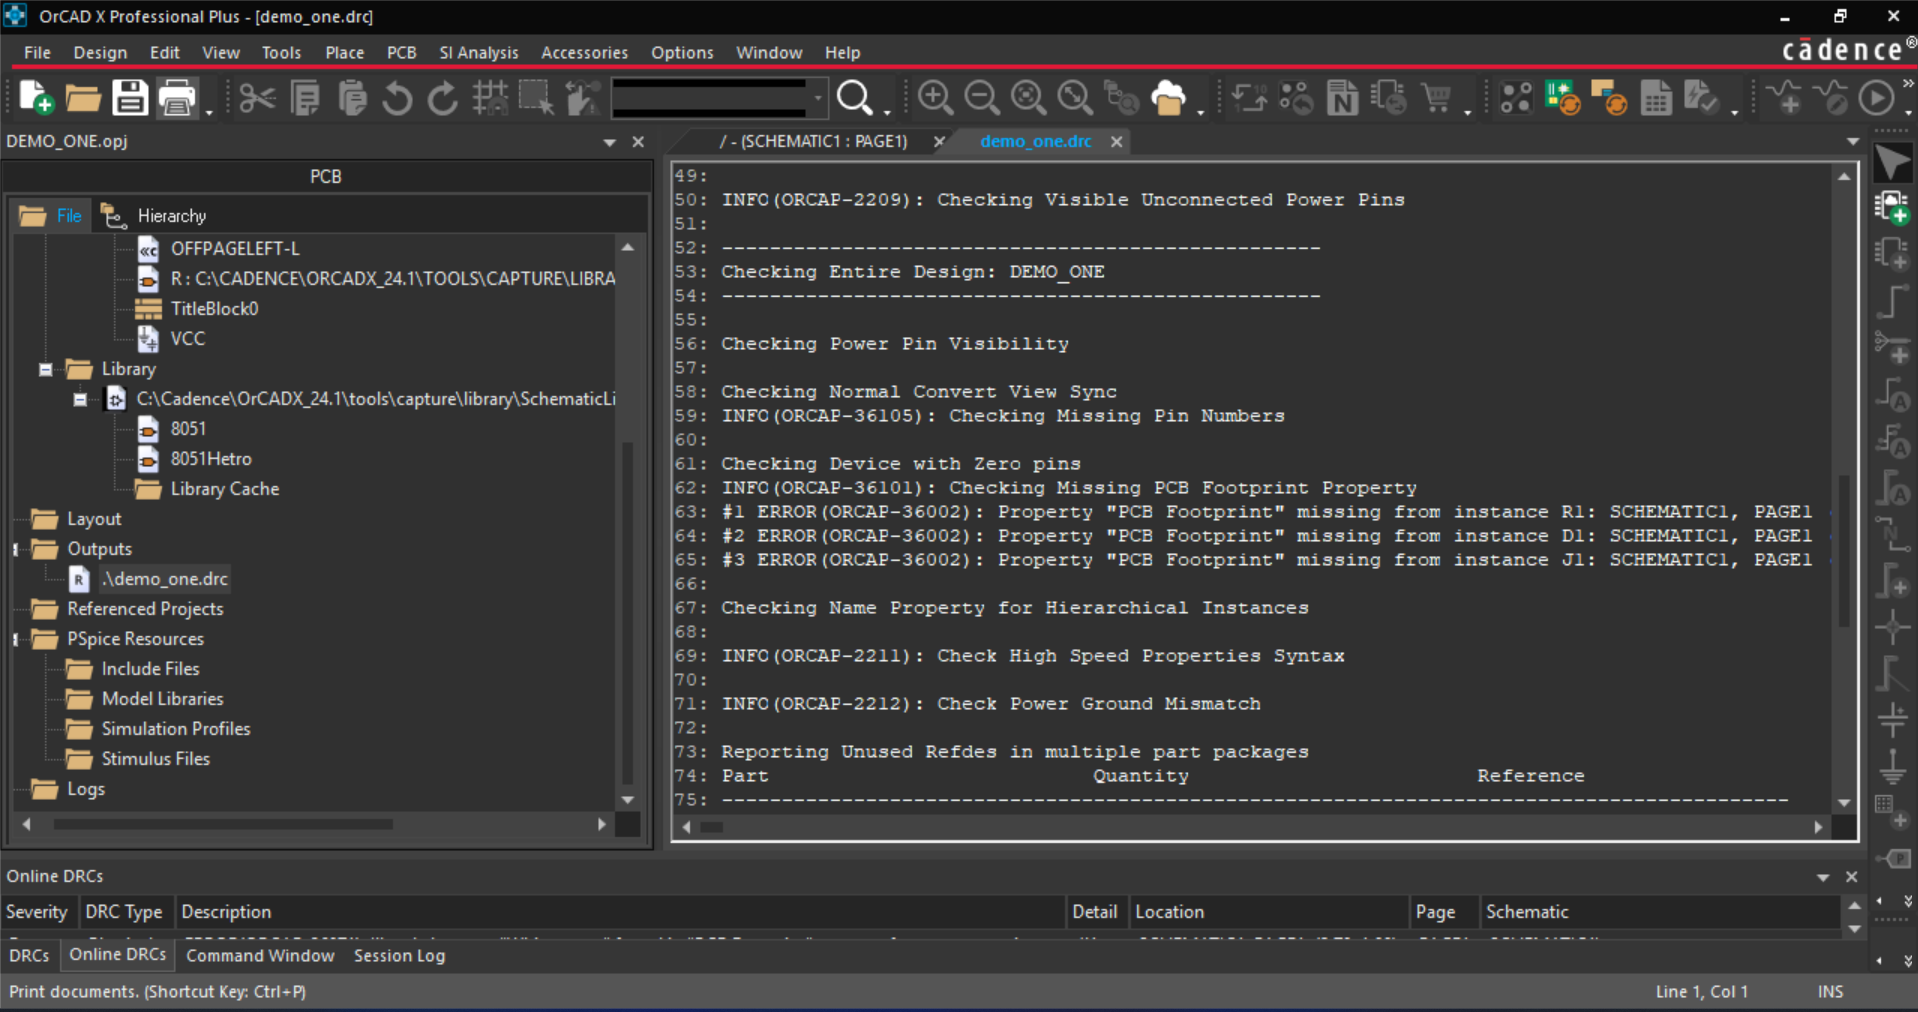 OrCAD X Professional Plus - [demo_one.drc]
File Design Edit View Tools Place PCB SI Analysis Accessories Options Window Help
cādence®
DEMO_ONE.opj
/ - (SCHEMATIC1 : PAGE1) demo_one.drc
PCB
File Hierarchy
OFFPAGELEFT-L
R : C:\CADENCE\ORCADX_24.1\TOOLS\CAPTURE\LIBRA
TitleBlock0
VCC
Library
C:\Cadence\OrCADX_24.1\tools\capture\library\SchematicLi
8051
8051Hetro
Library Cache
Layout
Outputs
.\demo_one.drc
Referenced Projects
PSpice Resources
Include Files
Model Libraries
Simulation Profiles
Stimulus Files
Logs
49:
50: INFO(ORCAP-2209): Checking Visible Unconnected Power Pins
51:
52: --------------------------------------------------
53: Checking Entire Design: DEMO_ONE
54: --------------------------------------------------
55:
56: Checking Power Pin Visibility
57:
58: Checking Normal Convert View Sync
59: INFO(ORCAP-36105): Checking Missing Pin Numbers
60:
61: Checking Device with Zero pins
62: INFO(ORCAP-36101): Checking Missing PCB Footprint Property
63: #1 ERROR(ORCAP-36002): Property "PCB Footprint" missing from instance R1: SCHEMATIC1, PAGE1
64: #2 ERROR(ORCAP-36002): Property "PCB Footprint" missing from instance D1: SCHEMATIC1, PAGE1
65: #3 ERROR(ORCAP-36002): Property "PCB Footprint" missing from instance J1: SCHEMATIC1, PAGE1
66:
67: Checking Name Property for Hierarchical Instances
68:
69: INFO(ORCAP-2211): Check High Speed Properties Syntax
70:
71: INFO(ORCAP-2212): Check Power Ground Mismatch
72:
73: Reporting Unused Refdes in multiple part packages
74: Part Quantity Reference
75: -----------------------------------------------------------------------------------------
Online DRCs
Severity DRC Type Description Detail Location Page Schematic
DRCs Online DRCs Command Window Session Log
Print documents. (Shortcut Key: Ctrl+P) Line 1, Col 1 INS